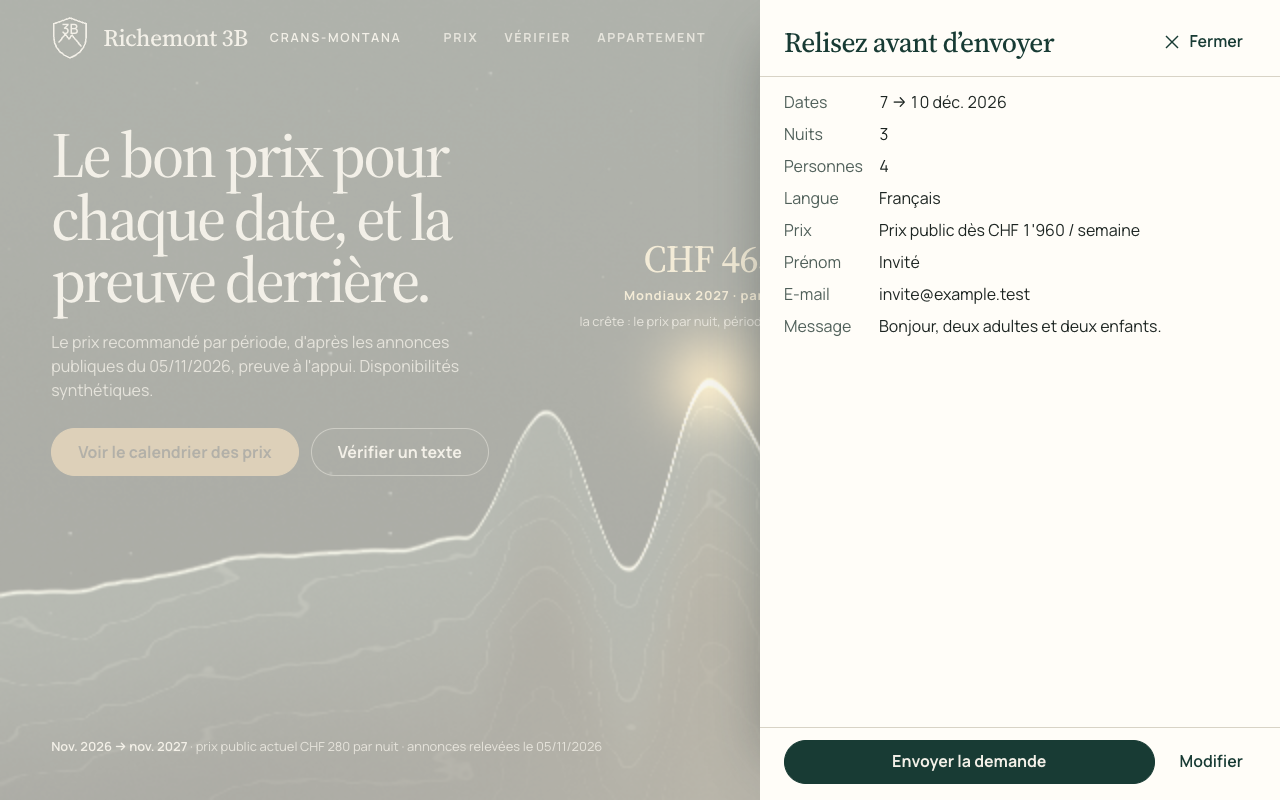 3B
Richemont 3B CRANS-MONTANA PRIX VÉRIFIER APPARTEMENT
Le bon prix pour
chaque date, et la
preuve derrière.
Le prix recommandé par période, d'après les annonces
publiques du 05/11/2026, preuve à l'appui. Disponibilités
synthétiques.
Voir le calendrier des prix
Vérifier un texte
CHF 46
Mondiaux 2027 · par
la crête : le prix par nuit,
Nov. 2026 → nov. 2027 · prix public actuel CHF 280 par nuit · annonces relevées le 05/11/2026
Relisez avant d’envoyer
Fermer
Dates 7 → 10 déc. 2026
Nuits 3
Personnes 4
Langue Français
Prix Prix public dès CHF 1'960 / semaine
Prénom Invité
E-mail invite@example.test
Message Bonjour, deux adultes et deux enfants.
Envoyer la demande
Modifier